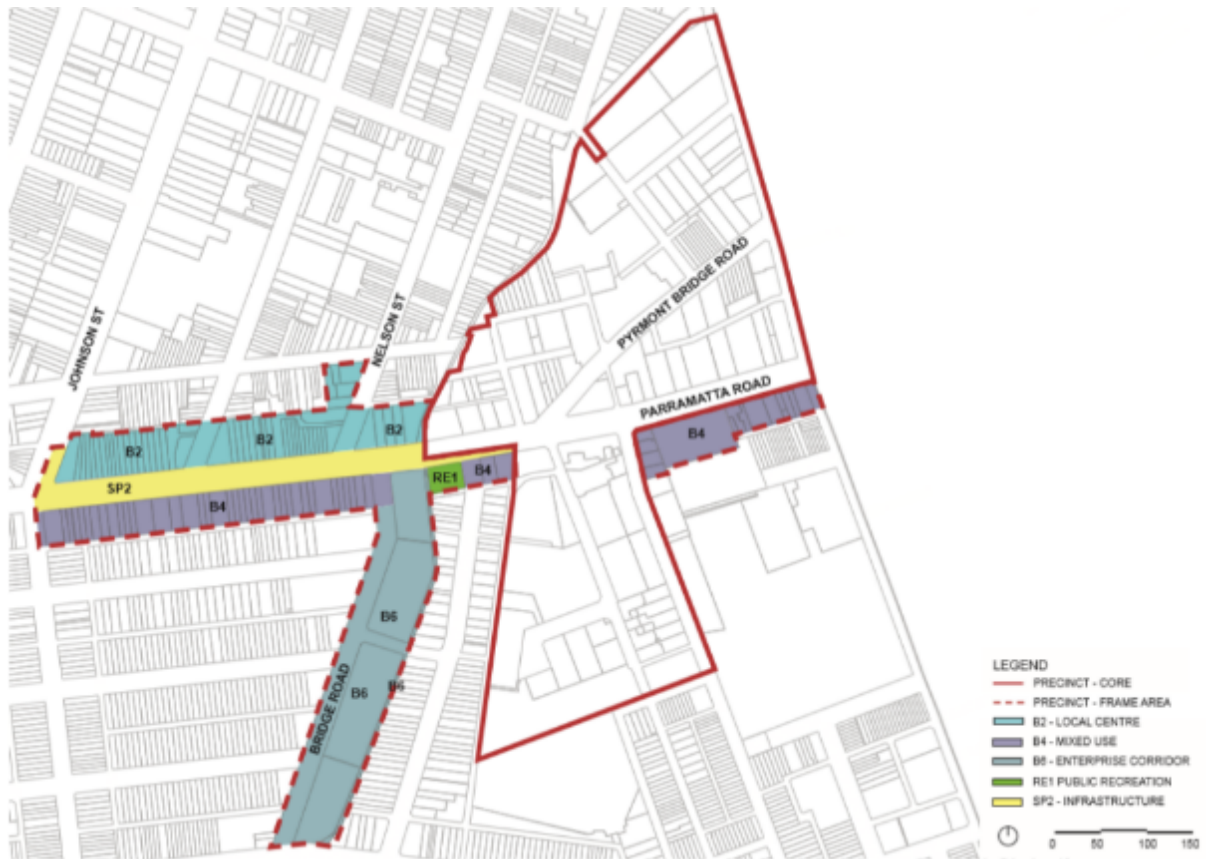 JOHNSON ST
NELSON ST
PYRMONT BRIDGE ROAD
PARRAMATTA ROAD
B2
B2
B2
B4
SP2
RE1
B4
B4
B6
B6
B6
BRIDGE ROAD
LEGEND
PRECINCT - CORE
PRECINCT - FRAME AREA
B2 - LOCAL CENTRE
B4 - MIXED USE
B6 - ENTERPRISE CORRIDOR
RE1 PUBLIC RECREATION
SP2 - INFRASTRUCTURE
0 50 100 150